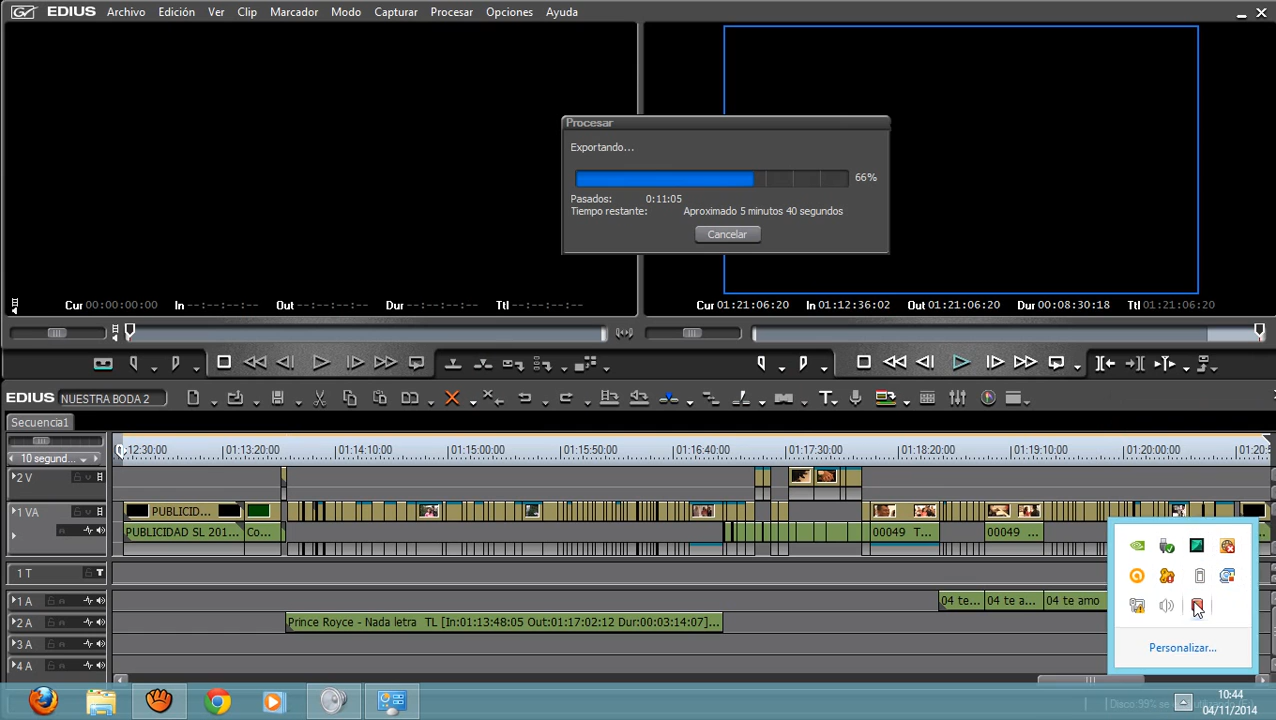 EDIUS Archivo Edición Ver Clip Marcador Modo Capturar Procesar Opciones Ayuda
Procesar
Exportando...
66%
Pasados: 0:11:05
Tiempo restante: Aproximado 5 minutos 40 segundos
Cancelar
Cur 00:00:00:00 In --:--:--:-- Out --:--:--:-- Dur --:--:--:-- Ttl --:--:--:--
Cur 01:21:06:20 In 01:12:36:02 Out 01:21:06:20 Dur 00:08:30:18 Ttl 01:21:06:20
EDIUS NUESTRA BODA 2
Secuencia1
10 segund...
12:30:00 01:13:20:00 01:14:10:00 01:15:00:00 01:15:50:00 01:16:40:00 01:17:30:00 01:18:20:00 01:19:10:00 01:20:00:00 01:20:5
2 V
1 VA PUBLICID...
PUBLICIDAD SL 201... Co... 00049 T... 00049 ...
1 T
1 A 04 te... 04 te a... 04 te amo
2 A Prince Royce - Nada letra TL [In:01:13:48:05 Out:01:17:02:12 Dur:00:03:14:07]...
3 A
4 A
Personalizar...
10:44
04/11/2014